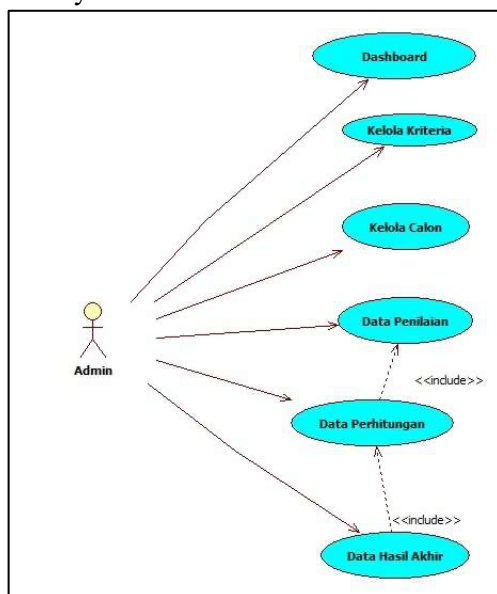 Dashboard
Kelola Kriteria
Kelola Calon
Data Penilaian
Admin
<<include>>
Data Perhitungan
<<include>>
Data Hasil Akhir